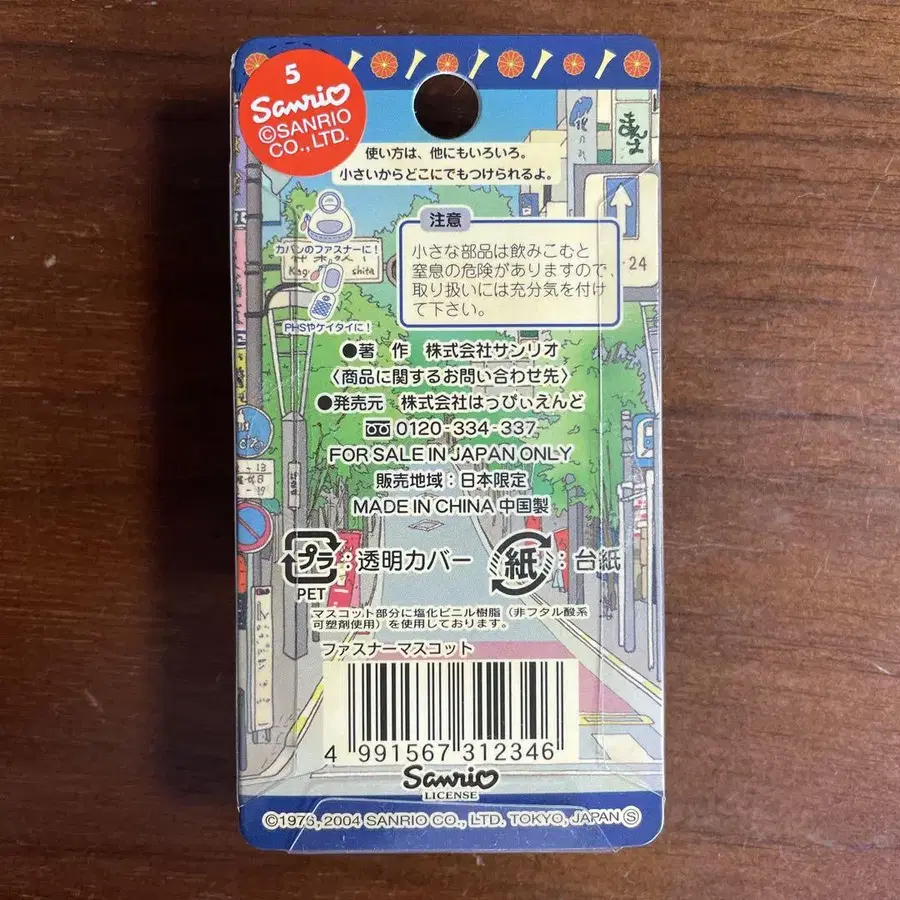 5
Sanrio
©SANRIO
CO., LTD.
まんま
使い方は、他にもいろいろ。
小さいからどこにでもつけられるよ。
注意
小さな部品は飲みこむと
窒息の危険がありますので、
取り扱いには充分気を付け
て下さい。
24
カバンのファスナーに!
shita
PHSやケイタイに!
●著 作 株式会社サンリオ
〈商品に関するお問い合わせ先〉
●発売元 株式会社はっぴぃえんど
0120-334-337
FOR SALE IN JAPAN ONLY
販売地域:日本限定
MADE IN CHINA 中国製
プラ:透明カバー
PET
紙:台紙
マスコット部分に塩化ビニル樹脂(非フタル酸系
可塑剤使用)を使用しております。
ファスナーマスコット
4 991567 312346
Sanrio
LICENSE
©1976, 2004 SANRIO CO., LTD. TOKYO, JAPAN Ⓢ